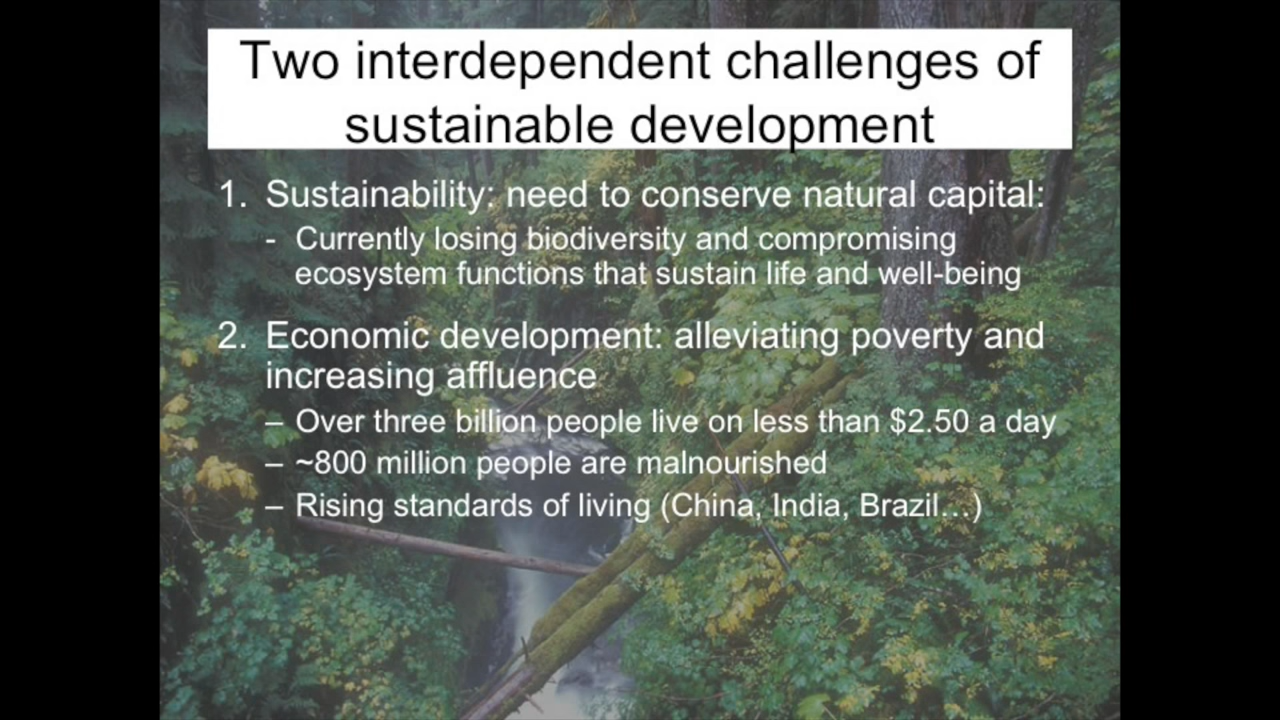 Two interdependent challenges of
sustainable development
1. Sustainability: need to conserve natural capital:
- Currently losing biodiversity and compromising
ecosystem functions that sustain life and well-being
2. Economic development: alleviating poverty and
increasing affluence
– Over three billion people live on less than $2.50 a day
– ~800 million people are malnourished
– Rising standards of living (China, India, Brazil…)